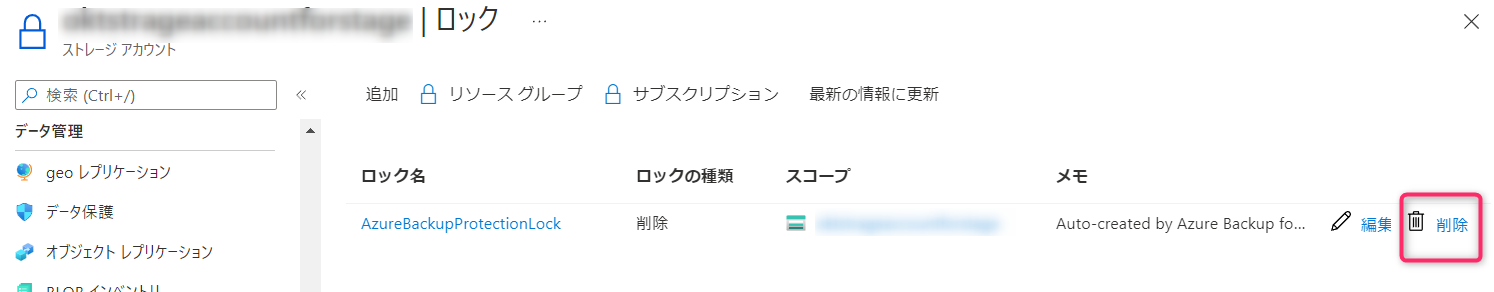 | ロック ...
ストレージ アカウント
検索 (Ctrl+/)
追加 リソース グループ サブスクリプション 最新の情報に更新
データ管理
geo レプリケーション
データ保護
オブジェクト レプリケーション
BLOB インベントリ
ロック名 ロックの種類 スコープ メモ
AzureBackupProtectionLock 削除 Auto-created by Azure Backup fo... 編集 削除